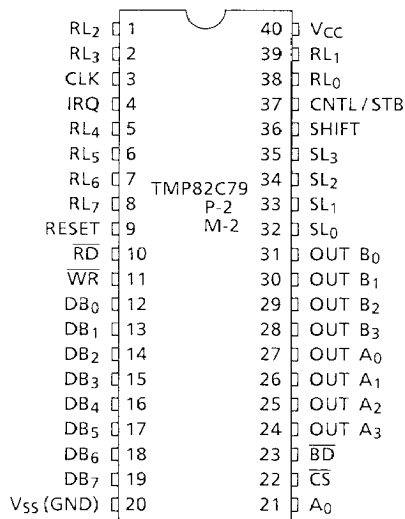 RL2 1 40 VCC
RL3 2 39 RL1
CLK 3 38 RL0
IRQ 4 37 CNTL/STB
RL4 5 36 SHIFT
RL5 6 35 SL3
RL6 7 34 SL2
TMP82C79
RL7 8 33 SL1
P-2
RESET 9 32 SL0
M-2
R̅D̅ 10 31 OUT B0
W̅R̅ 11 30 OUT B1
DB0 12 29 OUT B2
DB1 13 28 OUT B3
DB2 14 27 OUT A0
DB3 15 26 OUT A1
DB4 16 25 OUT A2
DB5 17 24 OUT A3
DB6 18 23 B̅D̅
DB7 19 22 C̅S̅
VSS (GND) 20 21 A0